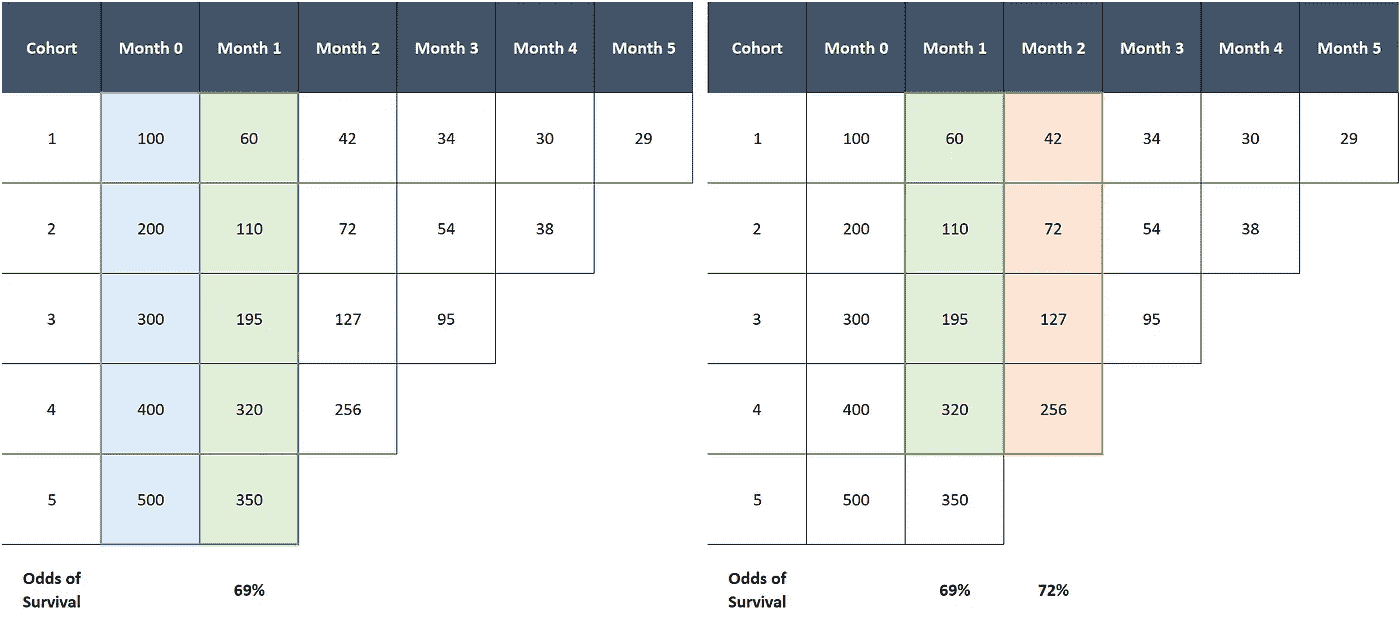 Cohort Month 0 Month 1 Month 2 Month 3 Month 4 Month 5
1 100 60 42 34 30 29
2 200 110 72 54 38
3 300 195 127 95
4 400 320 256
5 500 350
Odds of
Survival
69%
Cohort Month 0 Month 1 Month 2 Month 3 Month 4 Month 5
1 100 60 42 34 30 29
2 200 110 72 54 38
3 300 195 127 95
4 400 320 256
5 500 350
Odds of
Survival
69% 72%